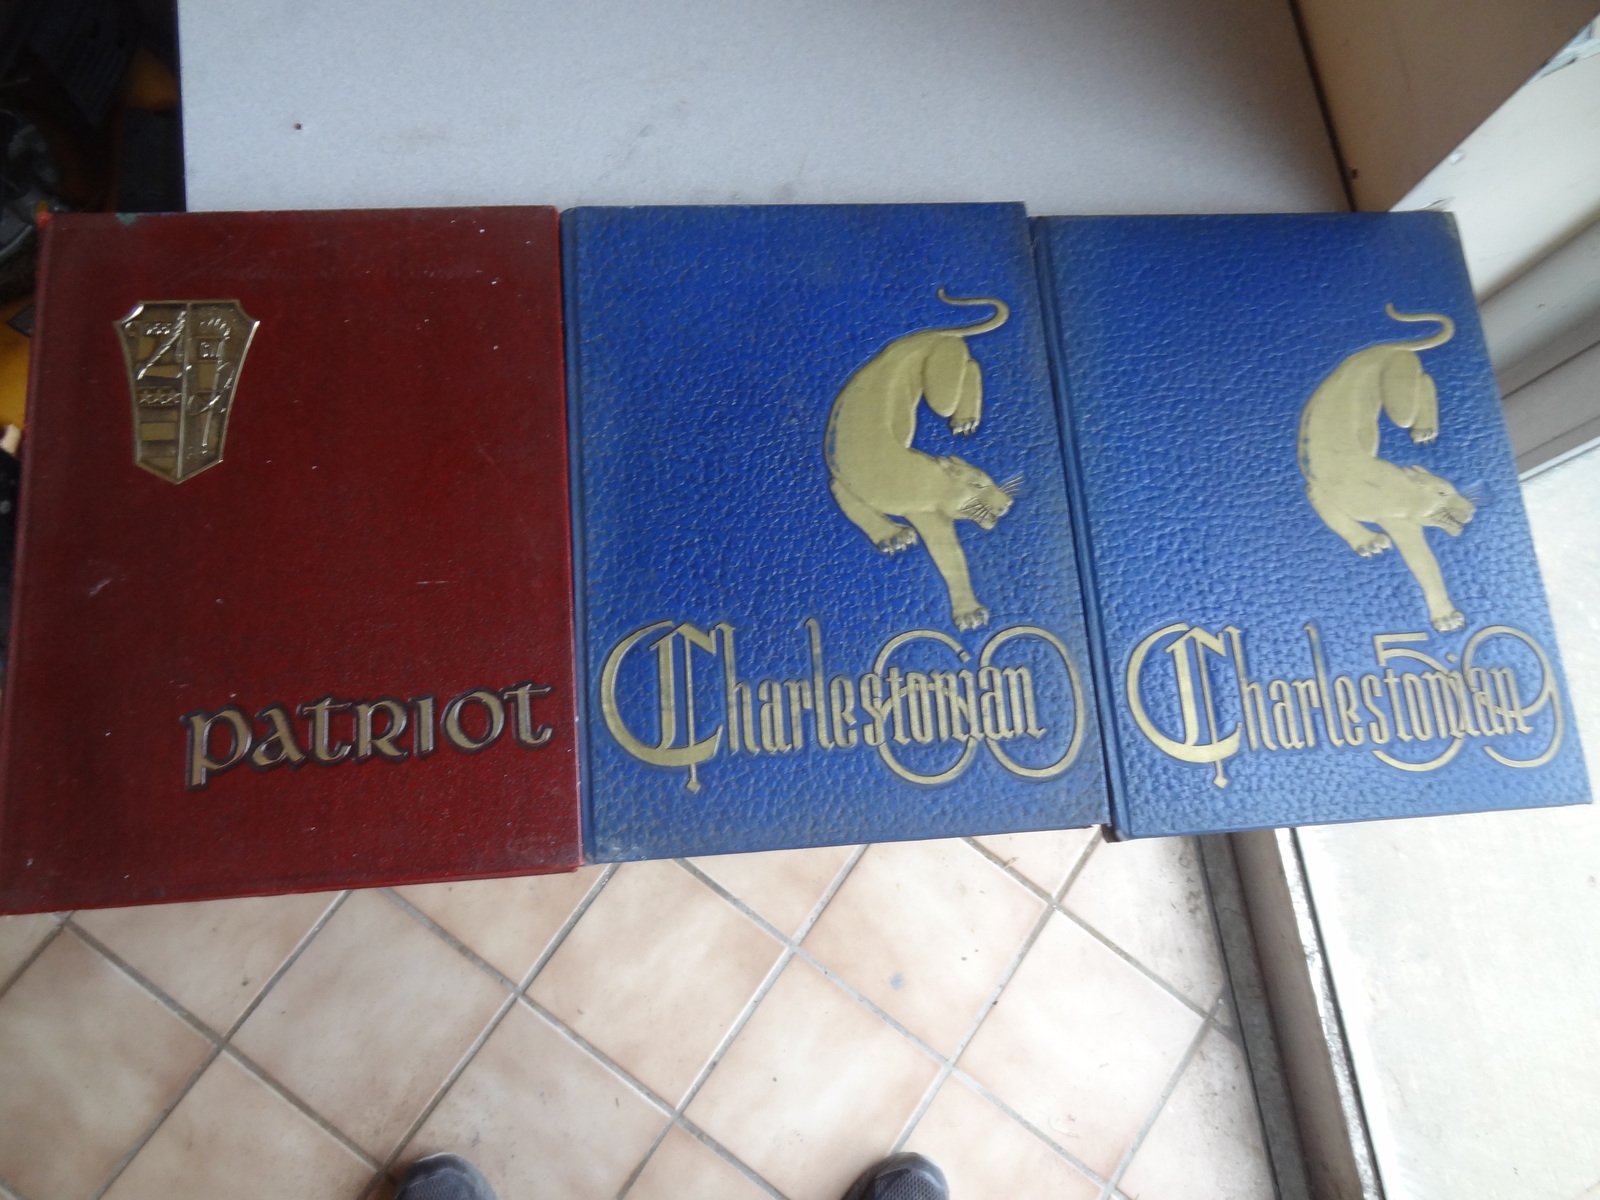 Patriot
Charlestonian
60
Charlestonian
59